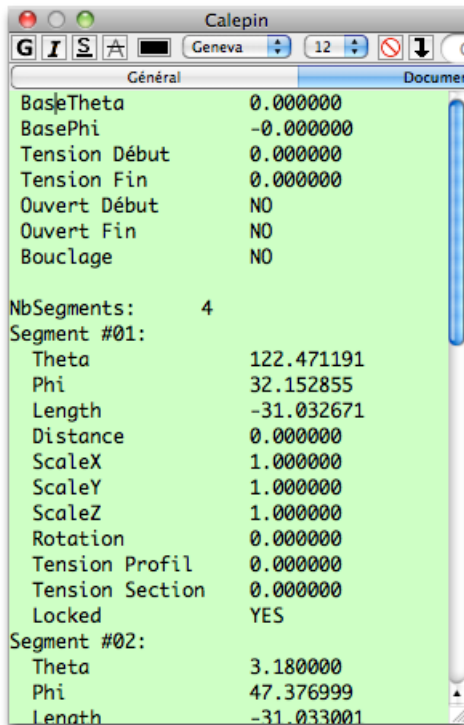 Calepin
G I S A Geneva 12
Général Documen
BaseTheta 0.000000
BasePhi -0.000000
Tension Début 0.000000
Tension Fin 0.000000
Ouvert Début NO
Ouvert Fin NO
Bouclage NO
NbSegments: 4
Segment #01:
Theta 122.471191
Phi 32.152855
Length -31.032671
Distance 0.000000
ScaleX 1.000000
ScaleY 1.000000
ScaleZ 1.000000
Rotation 0.000000
Tension Profil 0.000000
Tension Section 0.000000
Locked YES
Segment #02:
Theta 3.180000
Phi 47.376999
Length -31.033001